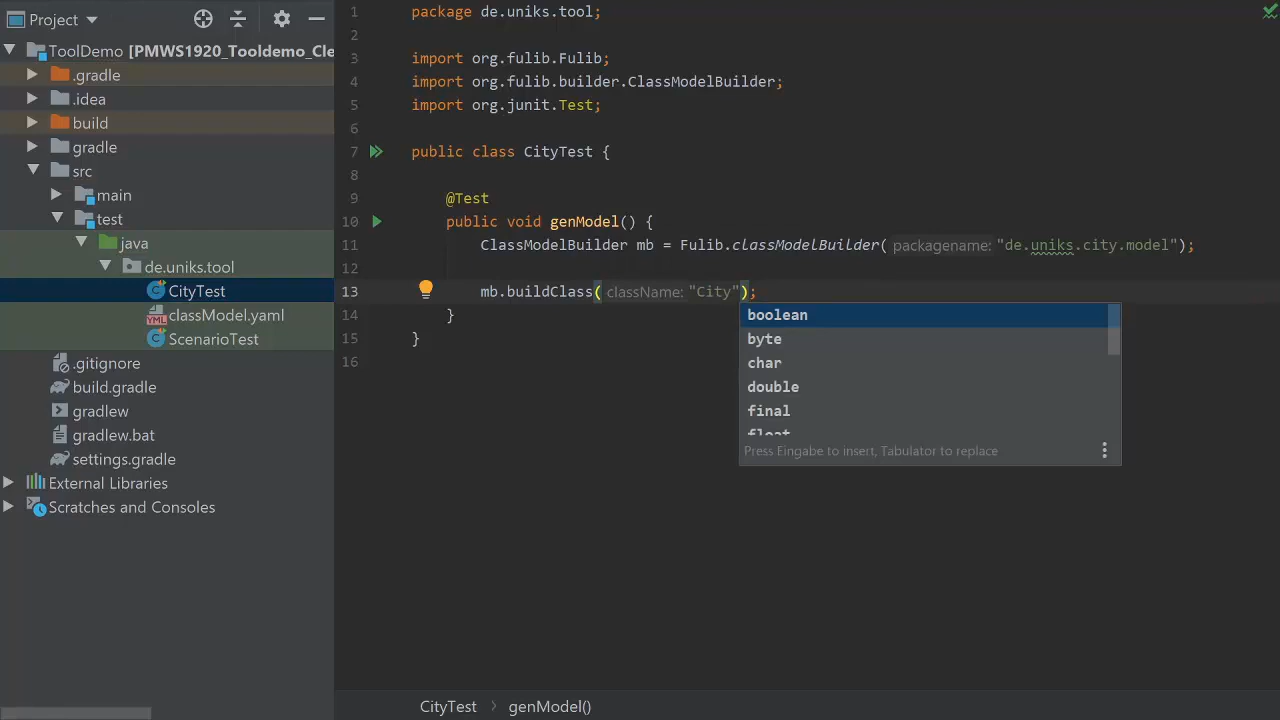 Project
ToolDemo [PMWS1920_Tooldemo_Cle
.gradle
.idea
build
gradle
src
main
test
java
de.uniks.tool
CityTest
classModel.yaml
ScenarioTest
.gitignore
build.gradle
gradlew
gradlew.bat
settings.gradle
External Libraries
Scratches and Consoles
1 package de.uniks.tool;
2
3 import org.fulib.Fulib;
4 import org.fulib.builder.ClassModelBuilder;
5 import org.junit.Test;
6
7 public class CityTest {
8
9 @Test
10 public void genModel() {
11 ClassModelBuilder mb = Fulib.classModelBuilder( packagename: "de.uniks.city.model");
12
13 mb.buildClass( className: "City");
14 }
15 }
16
boolean
byte
char
double
final
float
Press Eingabe to insert, Tabulator to replace
CityTest > genModel()